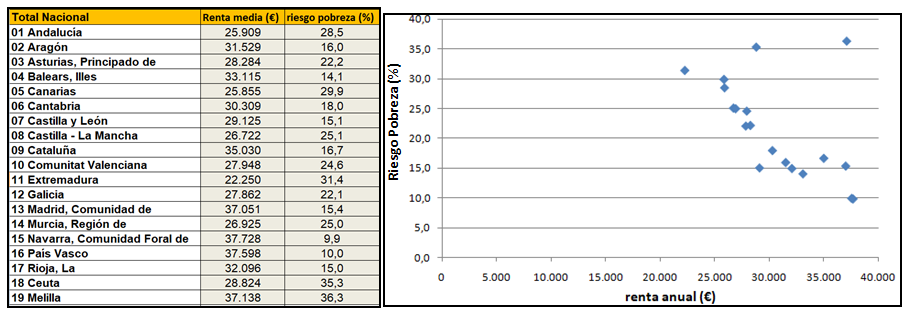 Total Nacional Renta media (€) riesgo pobreza (%)
01 Andalucía 25.909 28,5
02 Aragón 31.529 16,0
03 Asturias, Principado de 28.284 22,2
04 Balears, Illes 33.115 14,1
05 Canarias 25.855 29,9
06 Cantabria 30.309 18,0
07 Castilla y León 29.125 15,1
08 Castilla - La Mancha 26.722 25,1
09 Cataluña 35.030 16,7
10 Comunitat Valenciana 27.948 24,6
11 Extremadura 22.250 31,4
12 Galicia 27.862 22,1
13 Madrid, Comunidad de 37.051 15,4
14 Murcia, Región de 26.925 25,0
15 Navarra, Comunidad Foral de 37.728 9,9
16 País Vasco 37.598 10,0
17 Rioja, La 32.096 15,0
18 Ceuta 28.824 35,3
19 Melilla 37.138 36,3
Riesgo Pobreza (%)
40,0
35,0
30,0
25,0
20,0
15,0
10,0
5,0
0,0
0 5.000 10.000 15.000 20.000 25.000 30.000 35.000 40.000
renta anual (€)